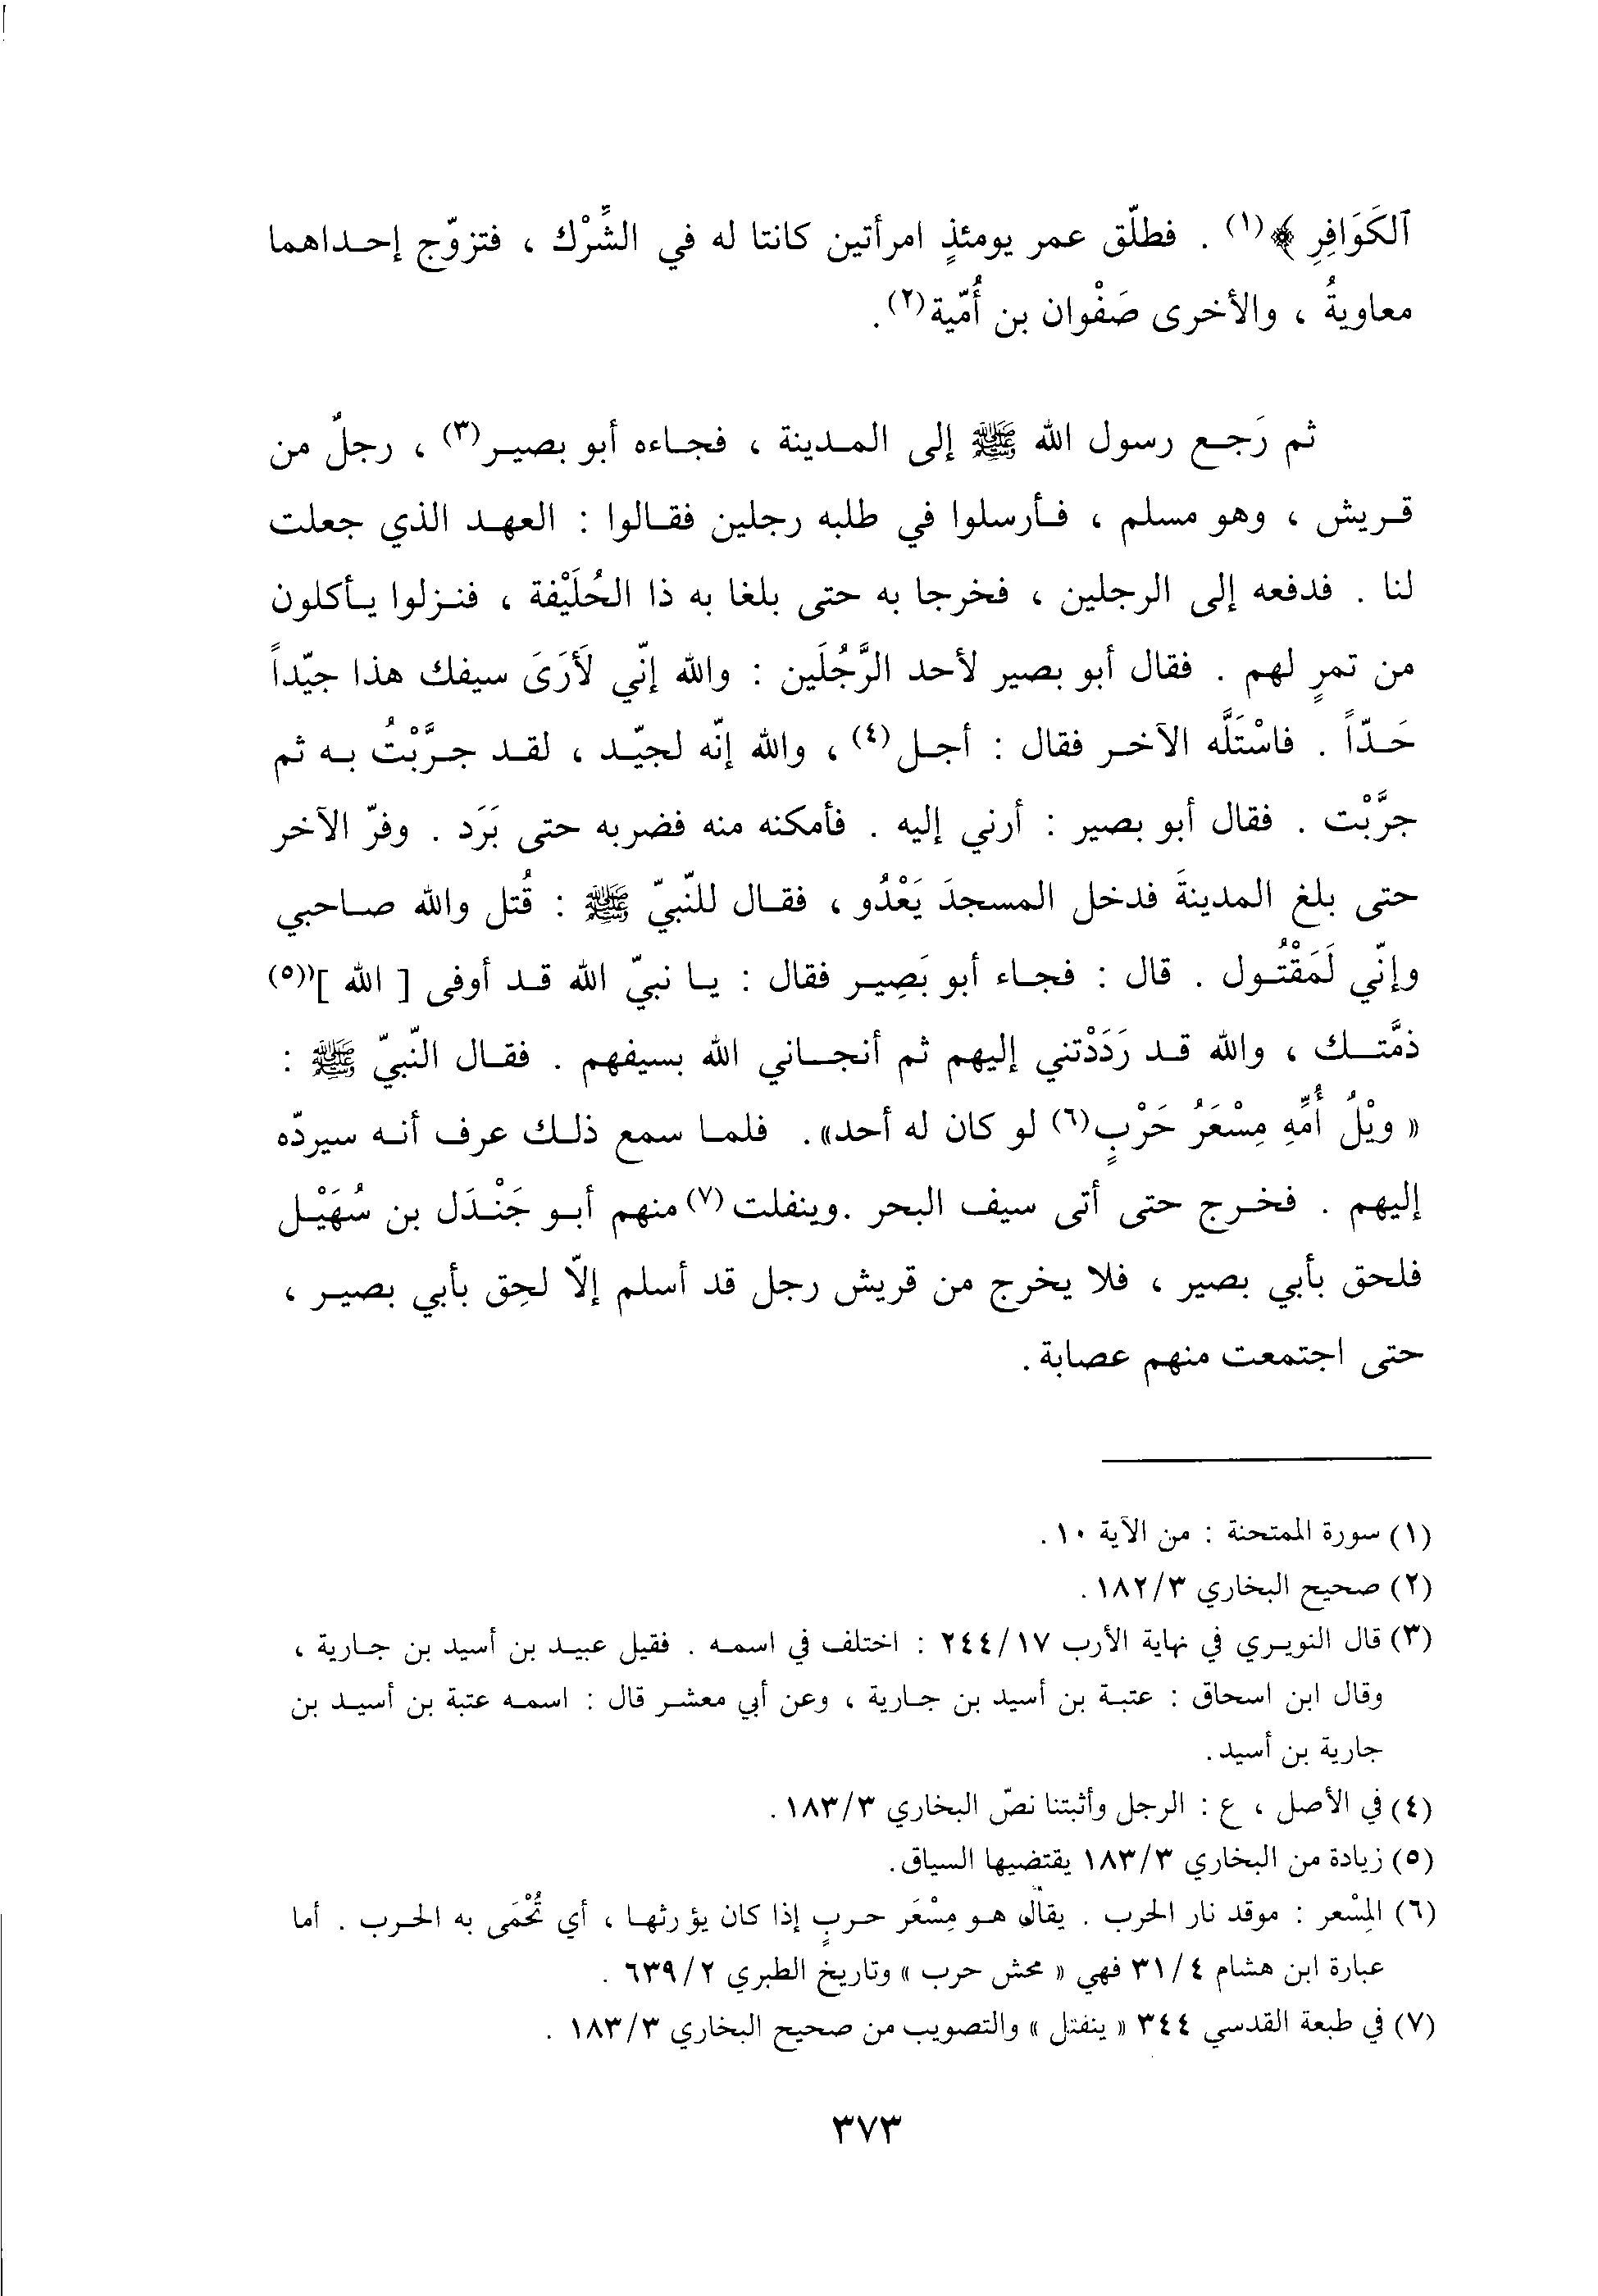 ٱلكَوَافِرِ ﴾(١) . فطلّق عمر يومئذٍ امرأتين كانتا له في الشِّرْك ، فتزوّج إحداهما
معاويةُ ، والأخرى صَفْوان بن أُمّية(٢).
ثم رَجع رسول الله ﷺ إلى المدينة ، فجاءه أبو بصير(٣) ، رجلٌ من
قريش ، وهو مسلم ، فأرسلوا في طلبه رجلين فقالوا : العهد الذي جعلت
لنا . فدفعه إلى الرجلين ، فخرجا به حتى بلغا به ذا الحُلَيْفة ، فنزلوا يأكلون
من تمرٍ لهم . فقال أبو بصير لأحد الرَّجُلَين : والله إنّي لَأَرَىَ سيفك هذا جيّداً
حَدّاً . فاسْتَلَّه الآخر فقال : أجل(٤) ، والله إنّه لجيّد ، لقد جرَّبْتُ به ثم
جرَّبْت . فقال أبو بصير : أرني إليه . فأمكنه منه فضربه حتى بَرَد . وفرّ الآخر
حتى بلغ المدينةَ فدخل المسجدَ يَعْدُو ، فقال للنّبيّ ﷺ : قُتل والله صاحبي
وإنّي لَمَقْتُول . قال : فجاء أبو بَصِير فقال : يا نبيّ الله قد أوفى [ الله ](٥)
ذمَّتك ، والله قد رَدَدْتني إليهم ثم أنجاني الله بسيفهم . فقال النّبيّ ﷺ :
« ويْلُ أُمِّهِ مِسْعَرُ حَرْبٍ(٦) لو كان له أحد». فلما سمع ذلك عرف أنه سيردّه
إليهم . فخرج حتى أتى سيف البحر .وينفلت(٧) منهم أبو جَنْدَل بن سُهَيْل
فلحق بأبي بصير ، فلا يخرج من قريش رجل قد أسلم إلاّ لحِق بأبي بصير ،
حتى اجتمعت منهم عصابة .
(١) سورة الممتحنة : من الآية ١٠ .
(٢) صحيح البخاري ١٨٢/٣ .
(٣) قال النويري في نهاية الأرب ٢٤٤/١٧ : اختلف في اسمه . فقيل عبيد بن أسيد بن جارية ،
وقال ابن اسحاق : عتبة بن أسيد بن جارية ، وعن أبي معشر قال : اسمه عتبة بن أسيد بن
جارية بن أسيد .
(٤) في الأصل ، ع : الرجل وأثبتنا نصّ البخاري ١٨٣/٣ .
(٥) زيادة من البخاري ١٨٣/٣ يقتضيها السياق .
(٦) المِسْعر : موقد نار الحرب . يقال هو مِسْعَر حربٍ إذا كان يؤرثها ، أي تُحْمَى به الحرب . أما
عبارة ابن هشام ٣١/٤ فهي « محش حرب » وتاريخ الطبري ٦٣٩/٢ .
(٧) في طبعة القدسي ٣٤٤ « ينفتل » والتصويب من صحيح البخاري ١٨٣/٣ .
٣٧٣